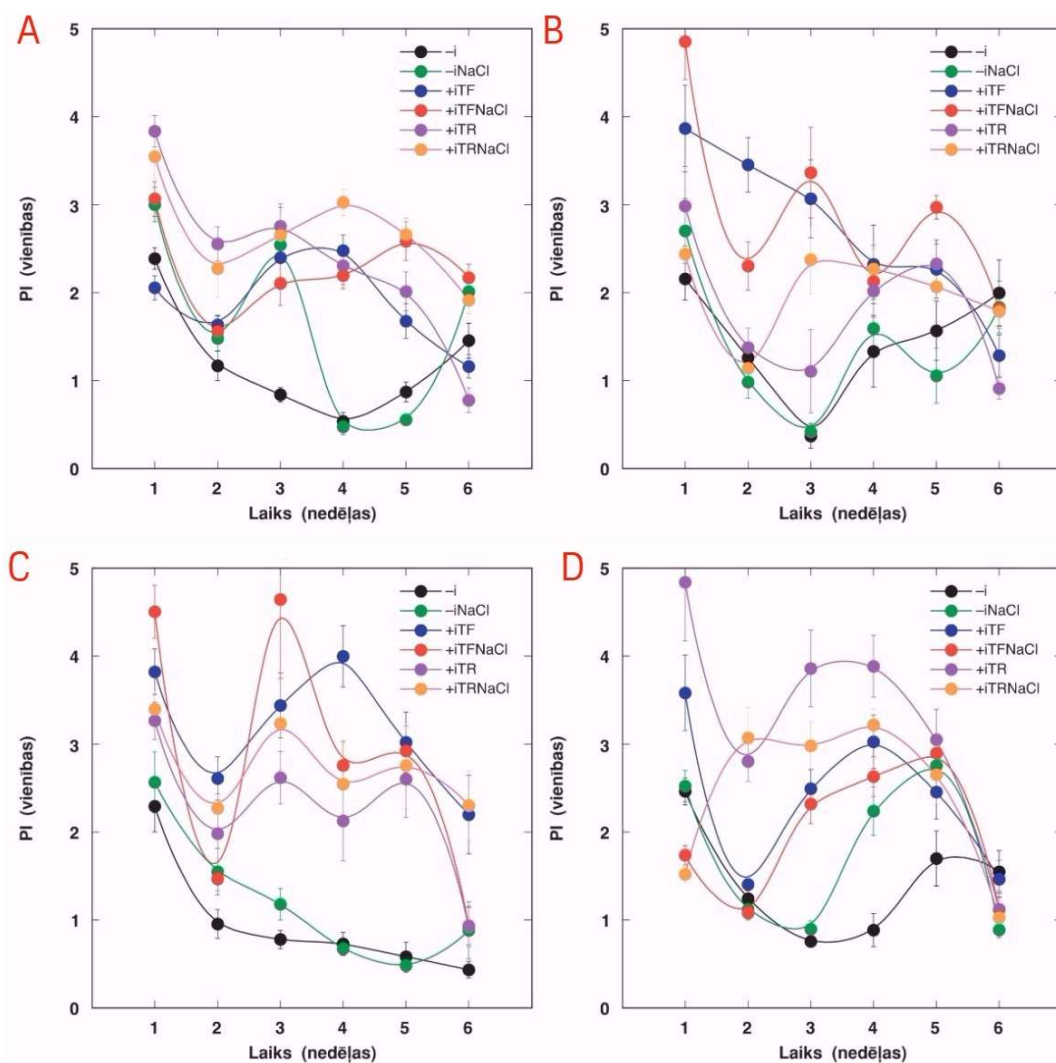 A
PI (vienības)
5
4
3
2
1
0
–i
–iNaCl
+iTF
+iTFNaCl
+iTR
+iTRNaCl
1 2 3 4 5 6
Laiks (nedēļas)
B
PI (vienības)
5
4
3
2
1
0
–i
–iNaCl
+iTF
+iTFNaCl
+iTR
+iTRNaCl
1 2 3 4 5 6
Laiks (nedēļas)
C
PI (vienības)
5
4
3
2
1
0
–i
–iNaCl
+iTF
+iTFNaCl
+iTR
+iTRNaCl
1 2 3 4 5 6
Laiks (nedēļas)
D
PI (vienības)
5
4
3
2
1
0
–i
–iNaCl
+iTF
+iTFNaCl
+iTR
+iTRNaCl
1 2 3 4 5 6
Laiks (nedēļas)